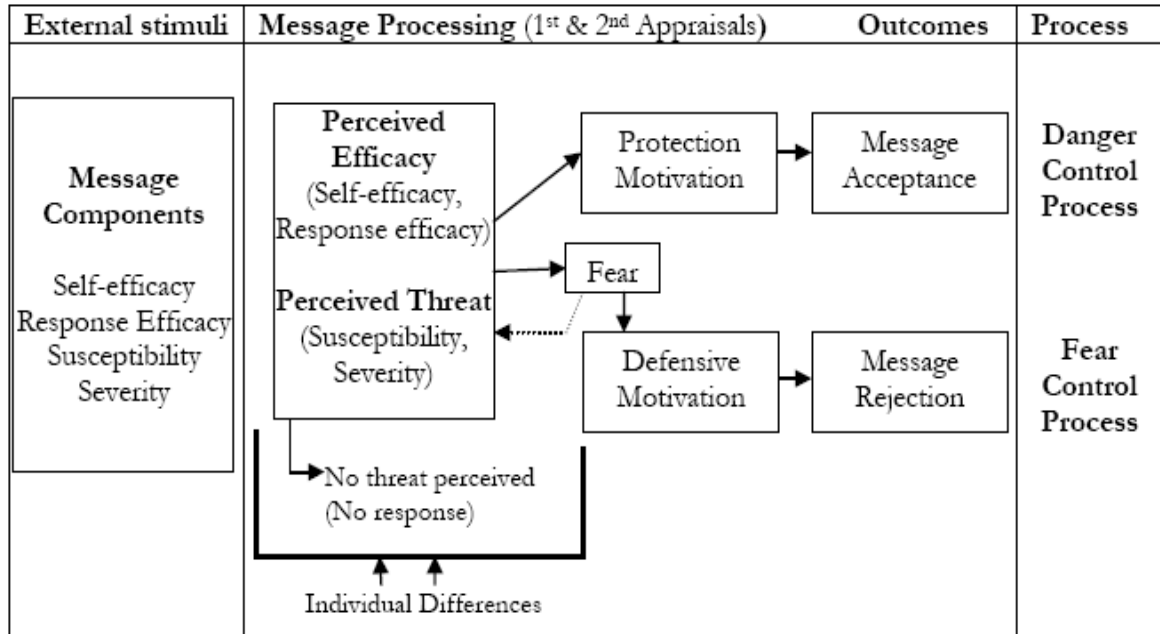 External stimuli
Message Processing (1st & 2nd Appraisals)
Outcomes
Process
Message
Components
Self-efficacy
Response Efficacy
Susceptibility
Severity
Perceived
Efficacy
(Self-efficacy,
Response efficacy)
Perceived Threat
(Susceptibility,
Severity)
No threat perceived
(No response)
Individual Differences
Protection
Motivation
Fear
Defensive
Motivation
Message
Acceptance
Message
Rejection
Danger
Control
Process
Fear
Control
Process